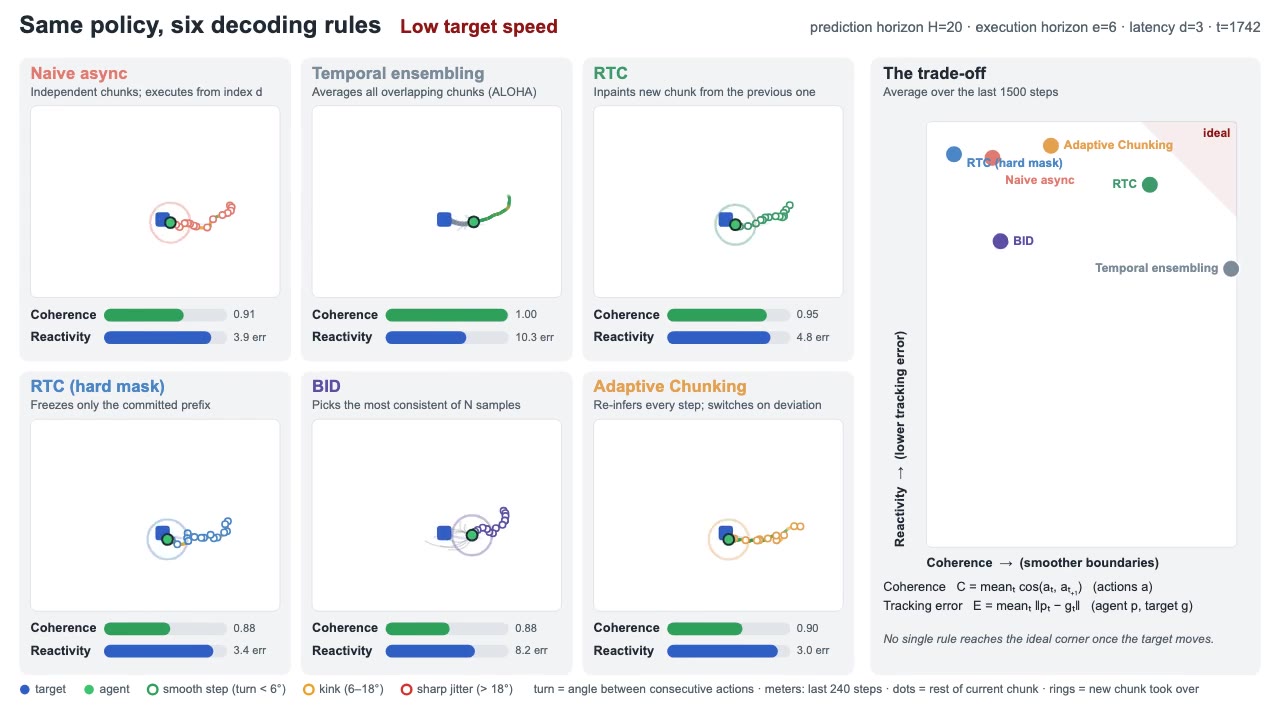 Same policy, six decoding rules Low target speed
prediction horizon H=20 · execution horizon e=6 · latency d=3 · t=1742
Naive async
Independent chunks; executes from index d
Coherence 0.91
Reactivity 3.9 err
Temporal ensembling
Averages all overlapping chunks (ALOHA)
Coherence 1.00
Reactivity 10.3 err
RTC
Inpaints new chunk from the previous one
Coherence 0.95
Reactivity 4.8 err
RTC (hard mask)
Freezes only the committed prefix
Coherence 0.88
Reactivity 3.4 err
BID
Picks the most consistent of N samples
Coherence 0.88
Reactivity 8.2 err
Adaptive Chunking
Re-infers every step; switches on deviation
Coherence 0.90
Reactivity 3.0 err
The trade-off
Average over the last 1500 steps
ideal
Adaptive Chunking
RTC (hard mask)
Naive async
RTC
BID
Temporal ensembling
Reactivity → (lower tracking error)
Coherence → (smoother boundaries)
Coherence C = meanₜ cos(aₜ, aₜ₊₁) (actions a)
Tracking error E = meanₜ ‖pₜ − gₜ‖ (agent p, target g)
No single rule reaches the ideal corner once the target moves.
target agent smooth step (turn < 6°) kink (6–18°) sharp jitter (> 18°) turn = angle between consecutive actions · meters: last 240 steps · dots = rest of current chunk · rings = new chunk took over